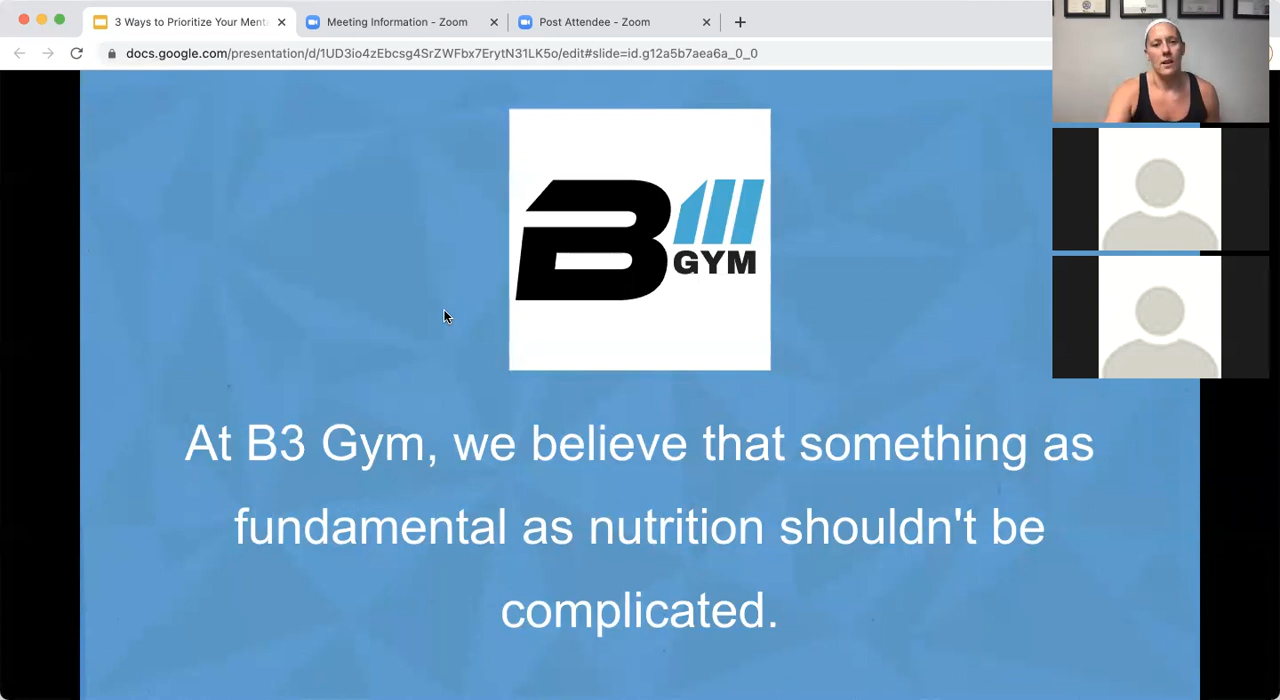 3 Ways to Prioritize Your Menta
Meeting Information - Zoom
Post Attendee - Zoom
docs.google.com/presentation/d/1UD3io4zEbcsg4SrZWFbx7ErytN31LK5o/edit#slide=id.g12a5b7aea6a_0_0
B
GYM
At B3 Gym, we believe that something as
fundamental as nutrition shouldn't be
complicated.